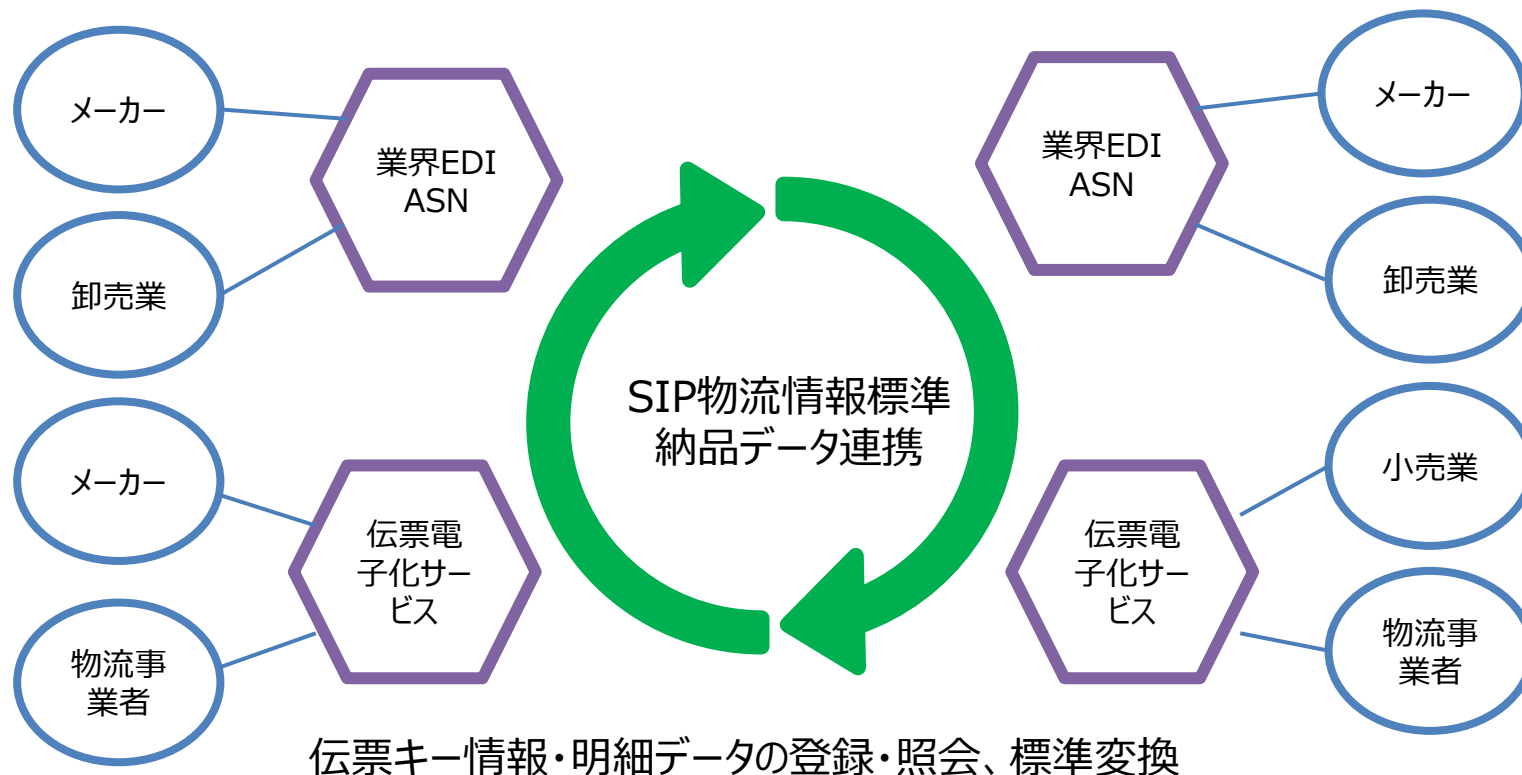 メーカー
業界EDI
ASN
卸売業
メーカー
伝票電
子化サー
ビス
物流事
業者
SIP物流情報標準
納品データ連携
業界EDI
ASN
メーカー
卸売業
伝票電
子化サー
ビス
小売業
物流事
業者
伝票キー情報・明細データの登録・照会、標準変換